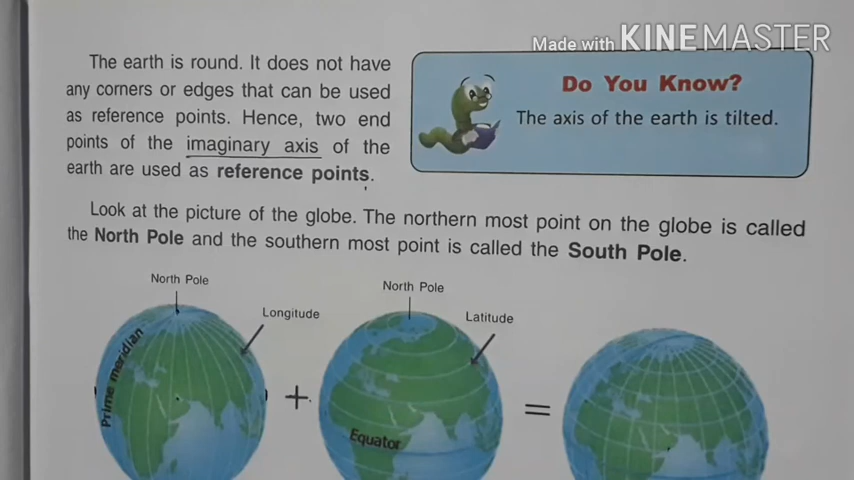 Made with KINEMASTER
The earth is round. It does not have
any corners or edges that can be used
as reference points. Hence, two end
points of the imaginary axis of the
earth are used as reference points.
Do You Know?
The axis of the earth is tilted.
Look at the picture of the globe. The northern most point on the globe is called
the North Pole and the southern most point is called the South Pole.
North Pole
Longitude
Prime meridian
+
North Pole
Latitude
Equator
=